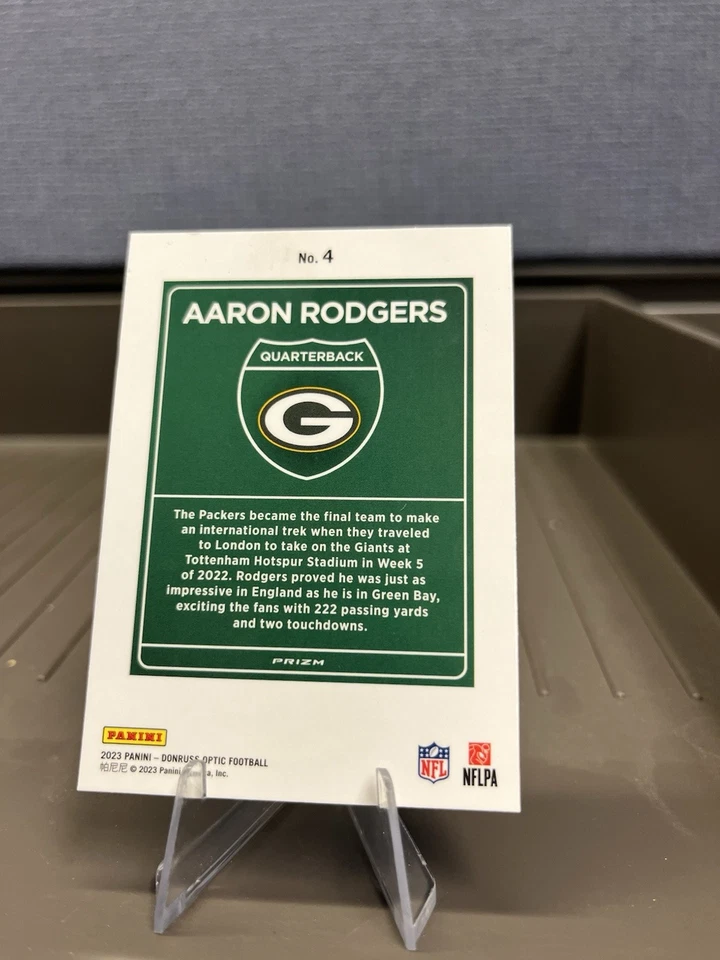 No. 4
AARON RODGERS
QUARTERBACK
G
The Packers became the final team to make
an international trek when they traveled
to London to take on the Giants at
Tottenham Hotspur Stadium in Week 5
of 2022. Rodgers proved he was just as
impressive in England as he is in Green Bay,
exciting the fans with 222 passing yards
and two touchdowns.
PRIZM
PANINI
2023 PANINI – DONRUSS OPTIC FOOTBALL
帕尼尼 © 2023 Panini America, Inc.
NFL
NFLPA